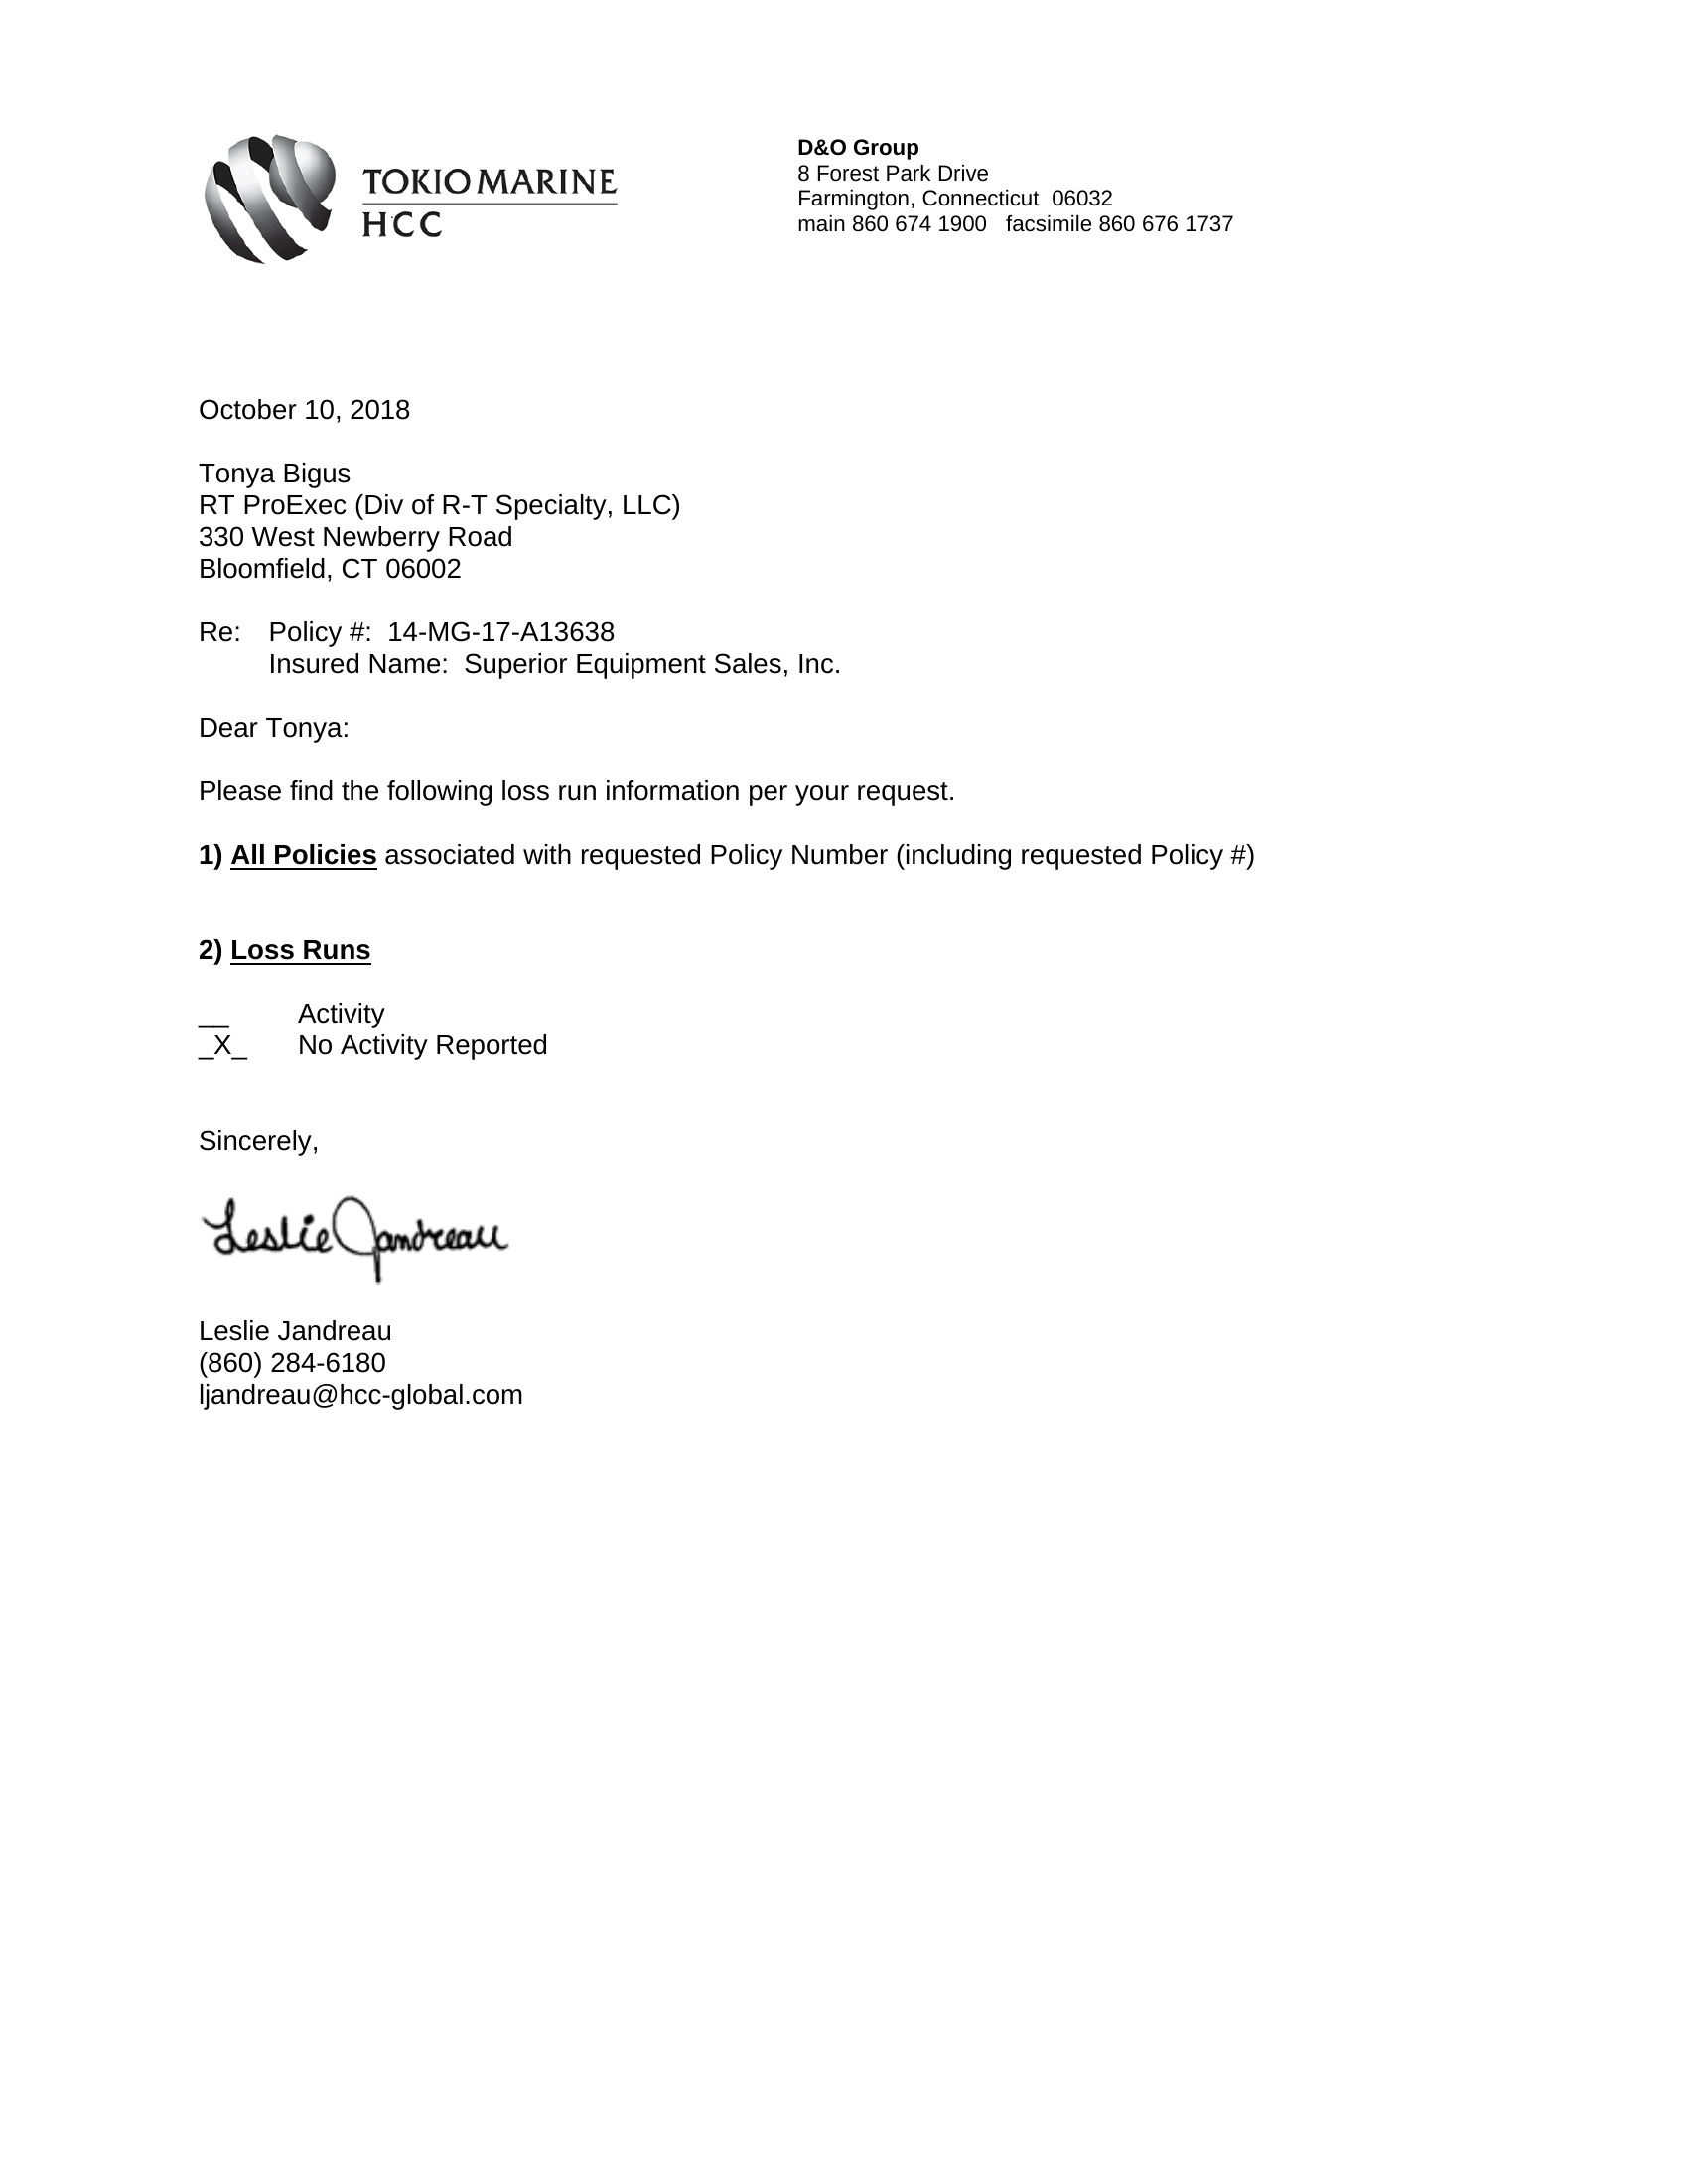 TOKIO MARINE
HCC
D&O Group
8 Forest Park Drive
Farmington, Connecticut  06032
main 860 674 1900   facsimile 860 676 1737
October 10, 2018
Tonya Bigus
RT ProExec (Div of R-T Specialty, LLC)
330 West Newberry Road
Bloomfield, CT 06002
Re:    Policy #:  14-MG-17-A13638
Insured Name:  Superior Equipment Sales, Inc.
Dear Tonya:
Please find the following loss run information per your request.
1) All Policies associated with requested Policy Number (including requested Policy #)
2) Loss Runs
__    Activity
_X_    No Activity Reported
Sincerely,
Leslie Jandreau
Leslie Jandreau
(860) 284-6180
ljandreau@hcc-global.com